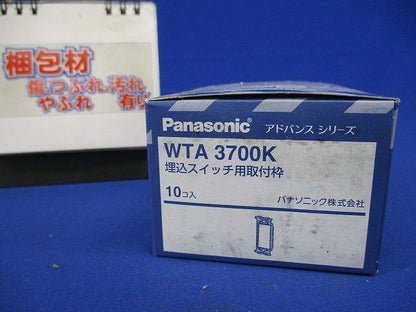 梱包材
傷、つぶれ、汚れ
やぶれ 有い
Panasonic アドバンス シリーズ
WTA 3700K
埋込スイッチ用取付枠
10コ入
パナソニック株式会社